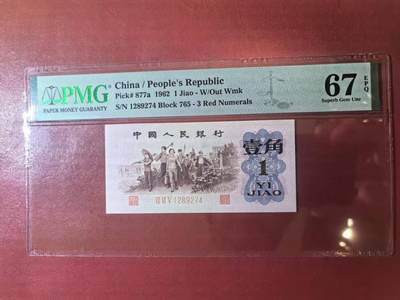 PMG
PAPER MONEY GUARANTY
China / People's Republic
Pick# 877a 1962 1 Jiao - W/Out Wmk
S/N 1289274 Block 765 - 3 Red Numerals
67 EPQ
Superb Gem Unc
中國人民銀行
壹角
1
YI
JIAO
1289274